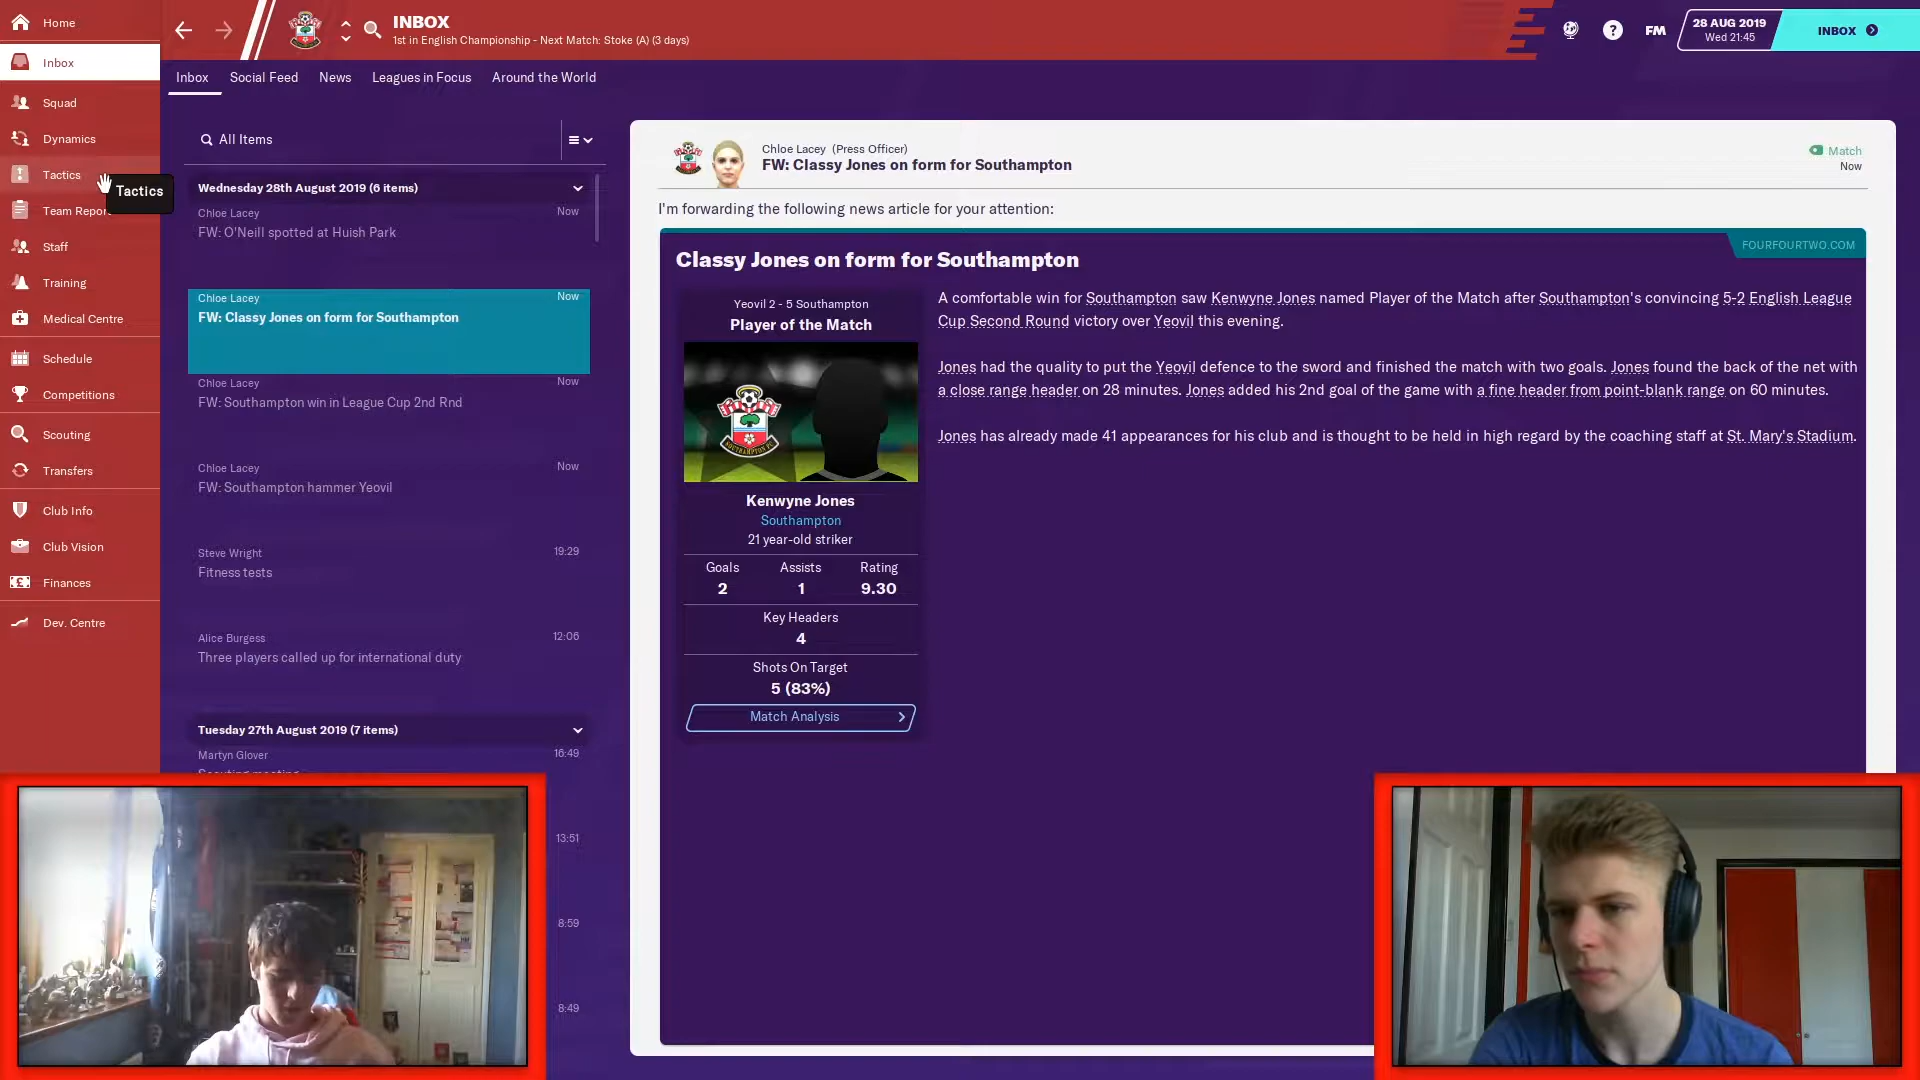 Home
Inbox
Squad
Dynamics
Tactics
Tactics
Team Repor
Staff
Training
Medical Centre
Schedule
Competitions
Scouting
Transfers
Club Info
Club Vision
Finances
Dev. Centre
INBOX
1st in English Championship - Next Match: Stoke (A) (3 days)
FM
28 AUG 2019
Wed 21:45
INBOX
Inbox Social Feed News Leagues in Focus Around the World
All Items
Wednesday 28th August 2019 (6 items)
Chloe Lacey Now
FW: O'Neill spotted at Huish Park
Chloe Lacey Now
FW: Classy Jones on form for Southampton
Chloe Lacey Now
FW: Southampton win in League Cup 2nd Rnd
Chloe Lacey Now
FW: Southampton hammer Yeovil
Steve Wright 19:29
Fitness tests
Alice Burgess 12:06
Three players called up for international duty
Tuesday 27th August 2019 (7 items)
Martyn Glover 16:49
Scouting meeting
13:51
8:59
8:49
Chloe Lacey (Press Officer)
FW: Classy Jones on form for Southampton
Match
Now
I'm forwarding the following news article for your attention:
FOURFOURTWO.COM
Classy Jones on form for Southampton
Yeovil 2 - 5 Southampton
Player of the Match
Kenwyne Jones
Southampton
21 year-old striker
Goals Assists Rating
2 1 9.30
Key Headers
4
Shots On Target
5 (83%)
Match Analysis
A comfortable win for Southampton saw Kenwyne Jones named Player of the Match after Southampton's convincing 5-2 English League
Cup Second Round victory over Yeovil this evening.
Jones had the quality to put the Yeovil defence to the sword and finished the match with two goals. Jones found the back of the net with
a close range header on 28 minutes. Jones added his 2nd goal of the game with a fine header from point-blank range on 60 minutes.
Jones has already made 41 appearances for his club and is thought to be held in high regard by the coaching staff at St. Mary's Stadium.